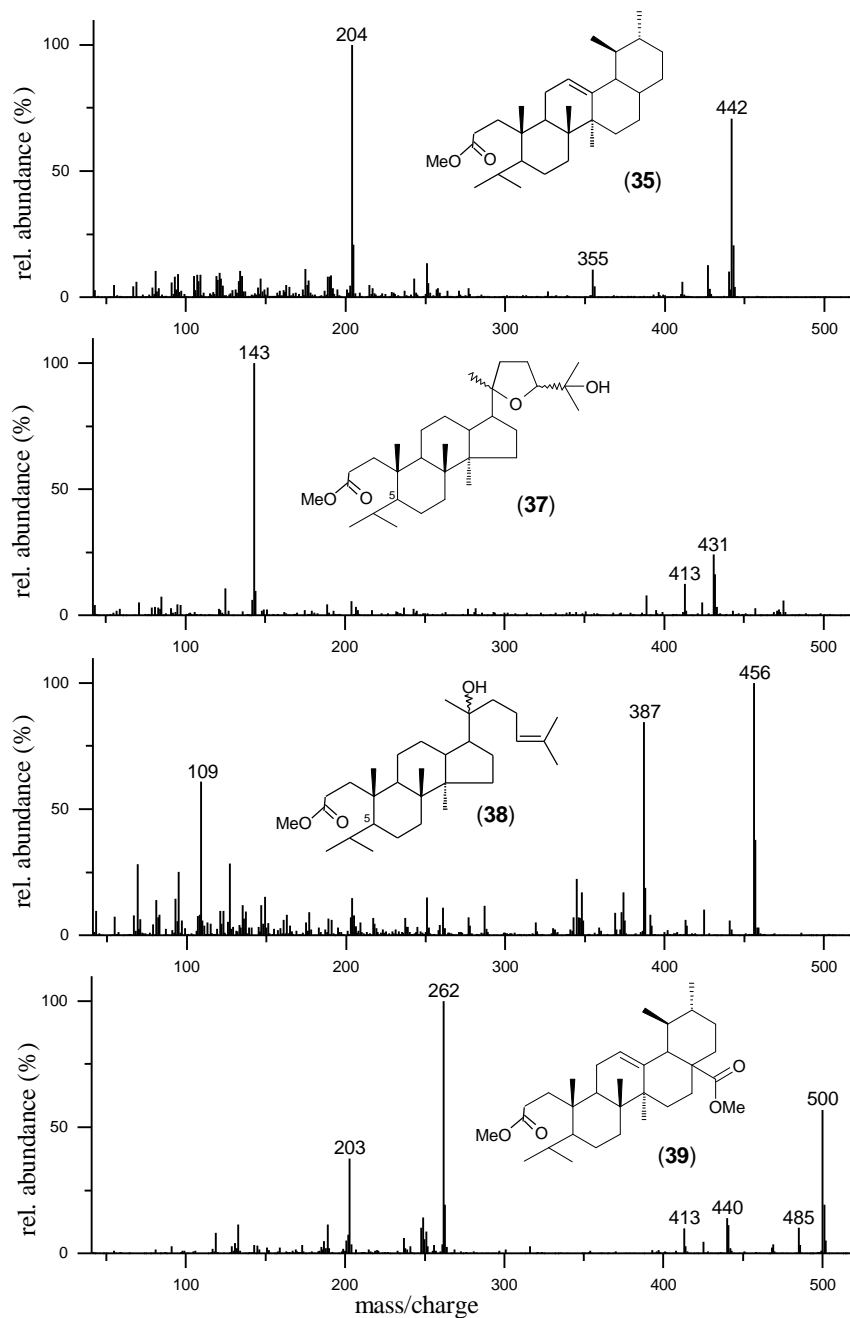 rel. abundance (%)
100
50
0
204
442
355
MeO
O
(35)
100
200
300
400
500
rel. abundance (%)
100
50
0
143
431
413
O
OH
MeO
O
5
(37)
100
200
300
400
500
rel. abundance (%)
100
50
0
456
387
109
OH
MeO
O
5
(38)
100
200
300
400
500
rel. abundance (%)
100
50
0
262
500
203
413
440
485
O
OMe
MeO
O
(39)
100
200
300
400
500
mass/charge